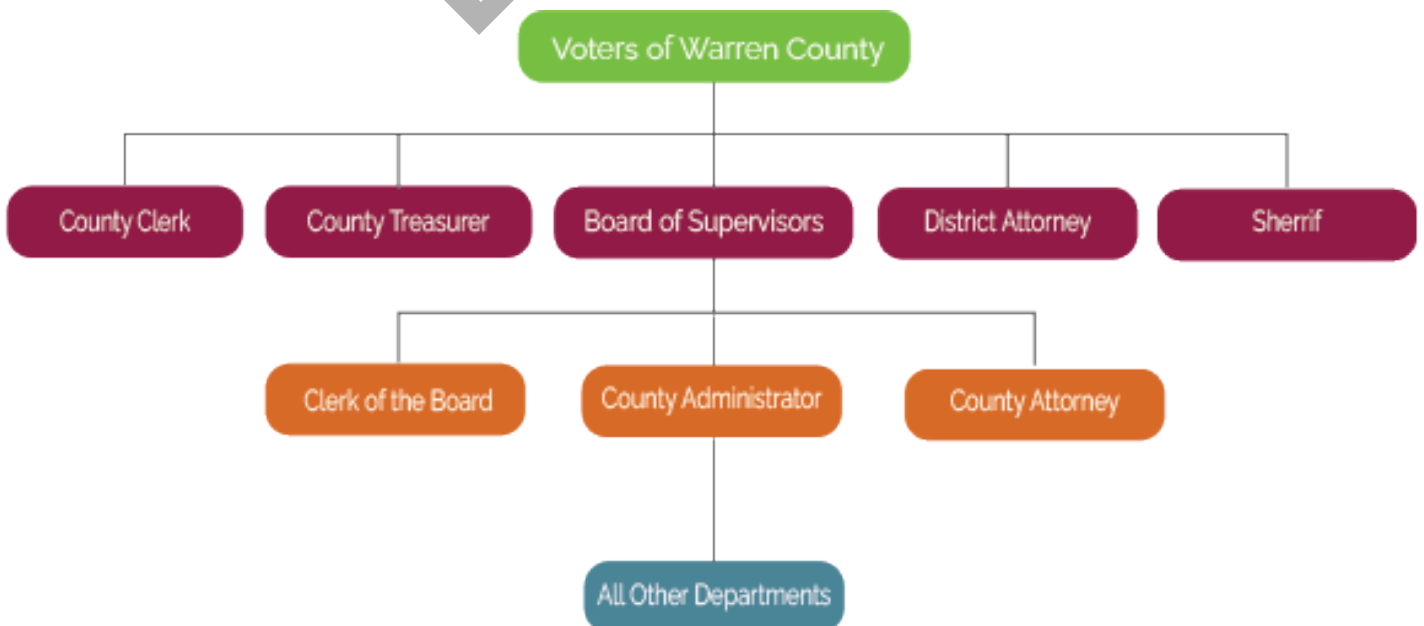 Voters of Warren County
County Clerk
County Treasurer
Board of Supervisors
District Attorney
Sherrif
Clerk of the Board
County Administrator
County Attorney
All Other Departments